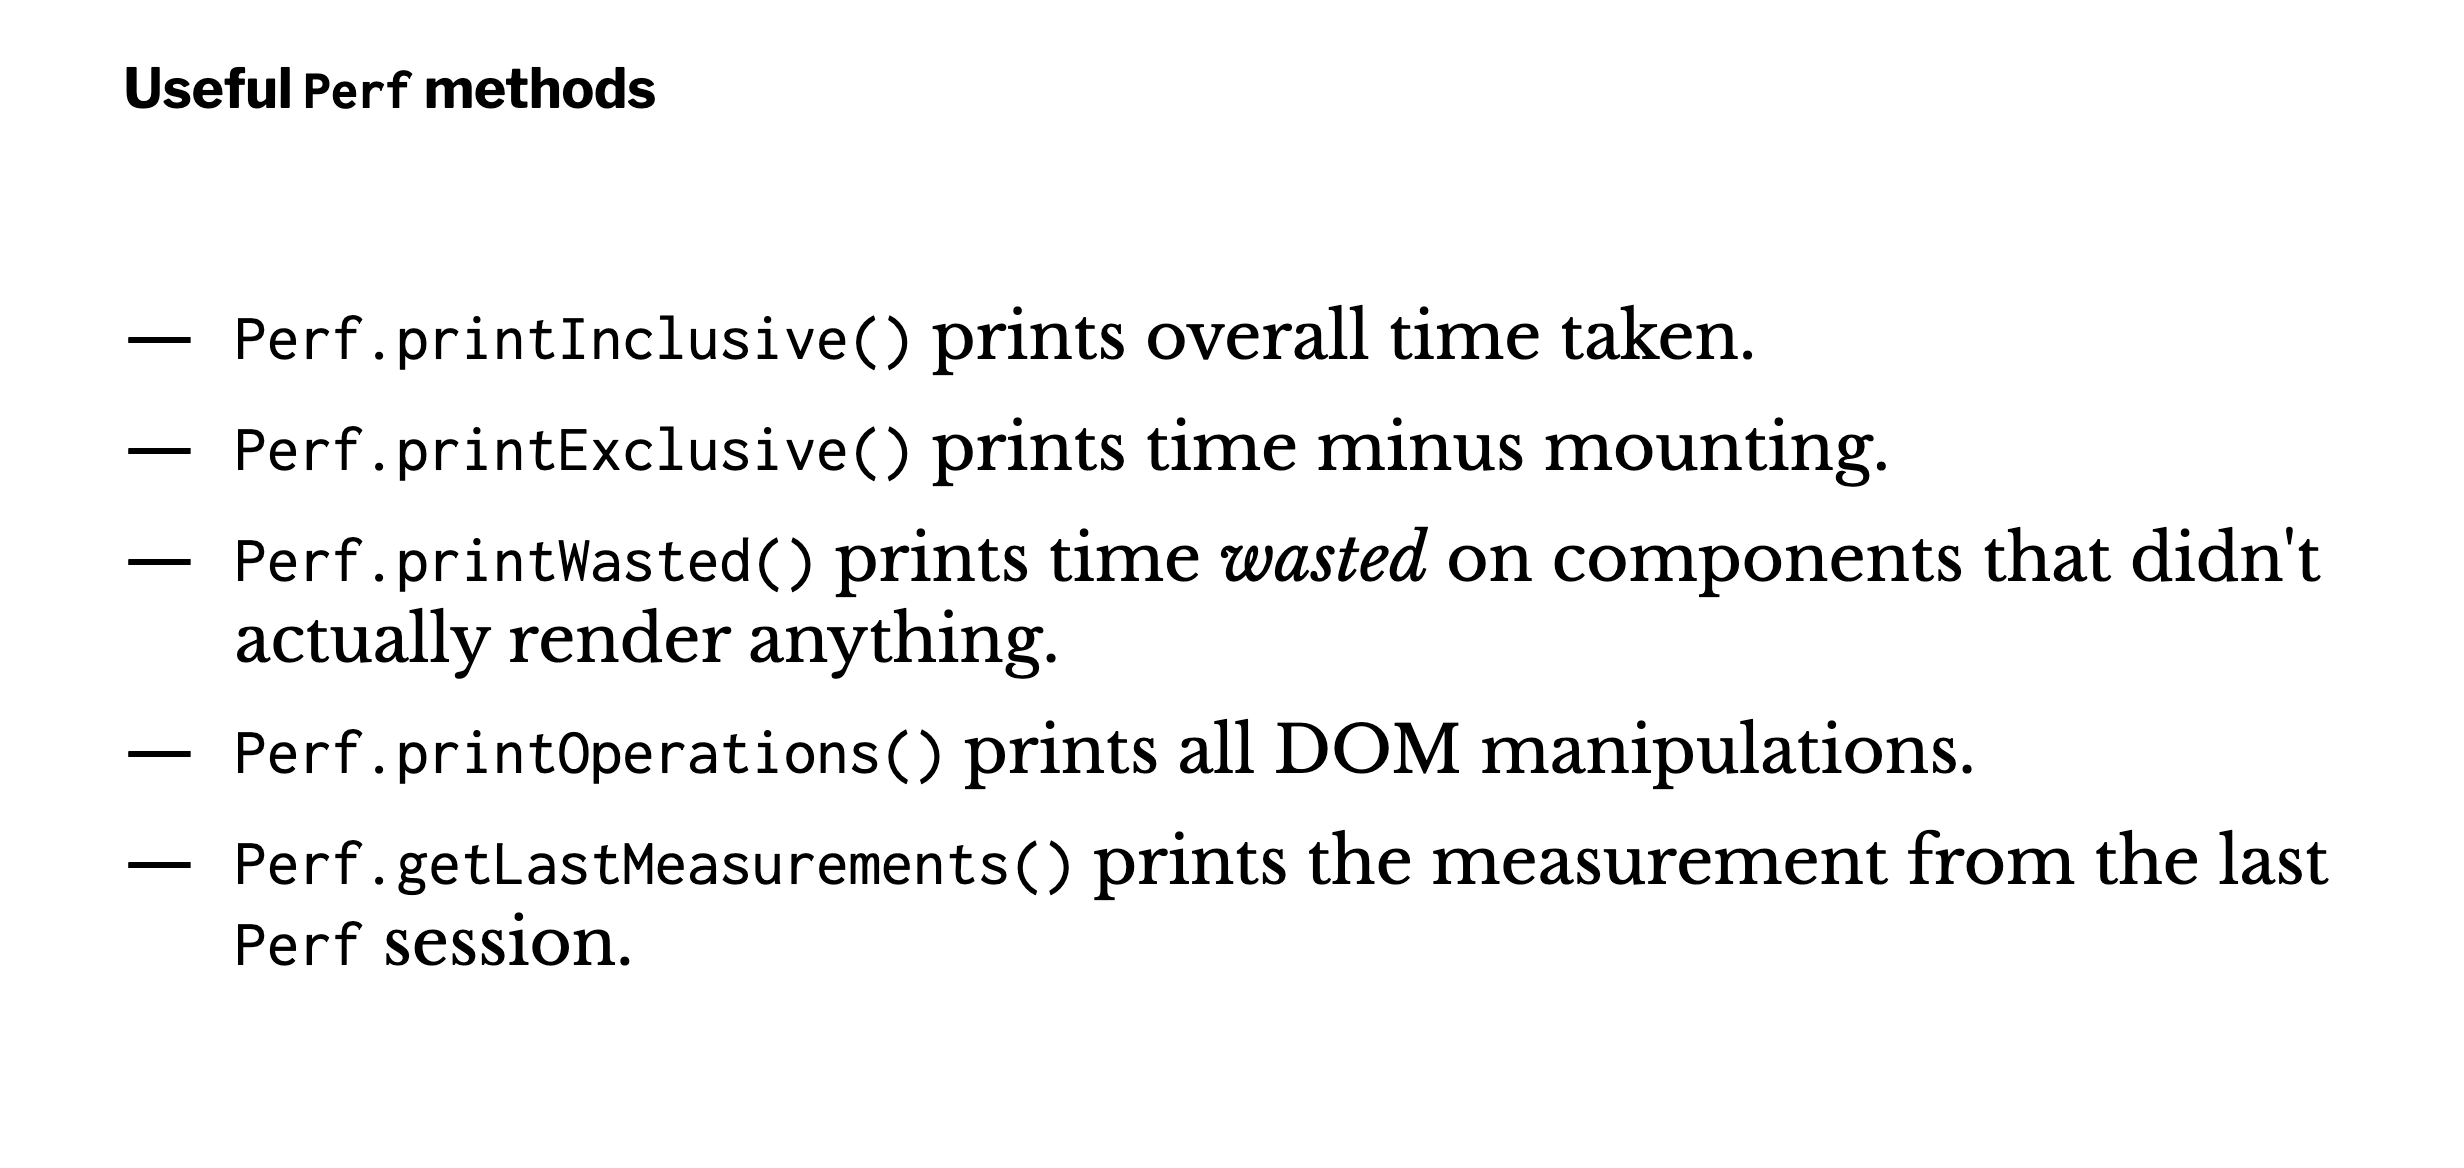 Useful Perf methods
— Perf.printInclusive() prints overall time taken.
— Perf.printExclusive() prints time minus mounting.
— Perf.printWasted() prints time wasted on components that didn't
actually render anything.
— Perf.printOperations() prints all DOM manipulations.
— Perf.getLastMeasurements() prints the measurement from the last
Perf session.